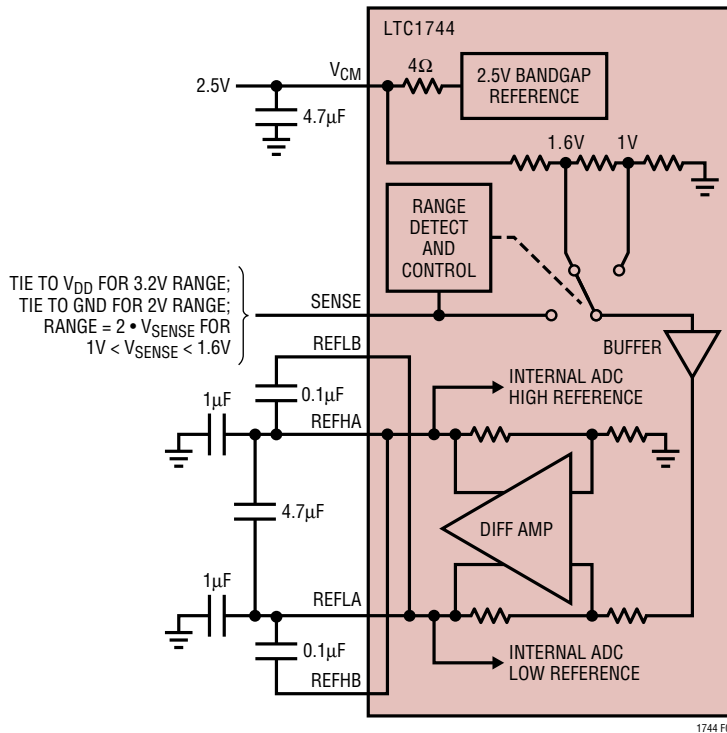 LTC1744
2.5V
VCM
4Ω
2.5V BANDGAP
REFERENCE
4.7µF
1.6V
1V
RANGE
DETECT
AND
CONTROL
TIE TO VDD FOR 3.2V RANGE;
TIE TO GND FOR 2V RANGE;
RANGE = 2 • VSENSE FOR
1V < VSENSE < 1.6V
SENSE
REFLB
BUFFER
0.1µF
INTERNAL ADC
HIGH REFERENCE
1µF
REFHA
4.7µF
DIFF AMP
1µF
REFLA
0.1µF
INTERNAL ADC
LOW REFERENCE
REFHB
1744 F